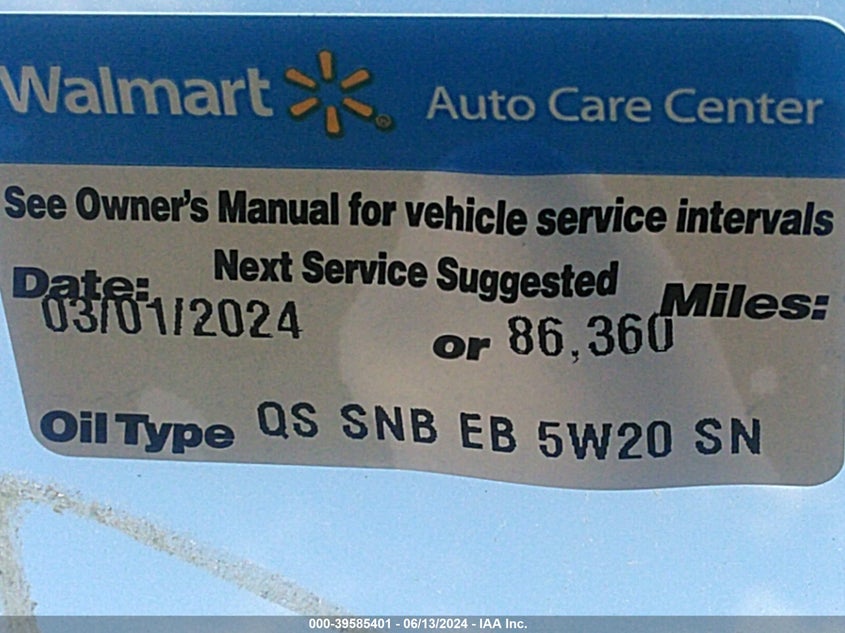 Walmart Auto Care Center
See Owner's Manual for vehicle service intervals
Next Service Suggested
Date: Miles:
03/01/2024 or 86,360
Oil Type QS SNB EB 5W20 SN
000-39585401 - 06/13/2024 - IAA Inc.